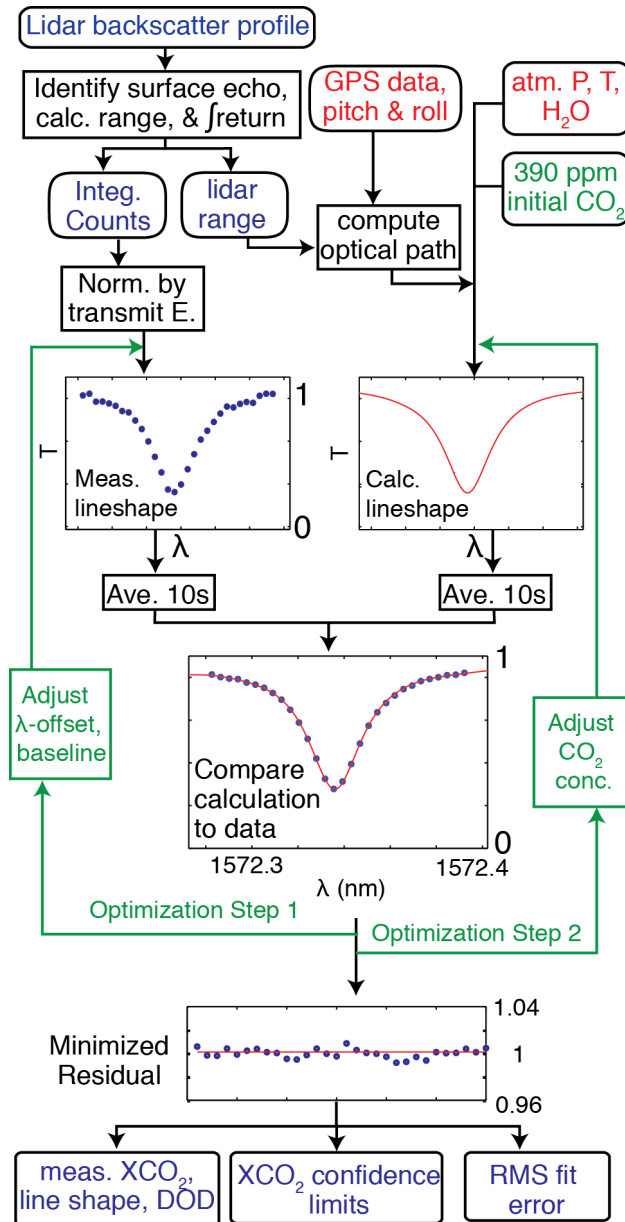 Lidar backscatter profile
Identify surface echo,
calc. range, & ∫return
GPS data,
pitch & roll
atm. P, T,
H₂O
390 ppm
initial CO₂
Integ.
Counts
lidar
range
compute
optical path
Norm. by
transmit E.
1
T
Meas.
lineshape
0
λ
T
Calc.
lineshape
λ
Ave. 10s
Ave. 10s
Adjust
λ-offset,
baseline
1
Compare
calculation
to data
0
1572.3
1572.4
λ (nm)
Adjust
CO₂
conc.
Optimization Step 1
Optimization Step 2
Minimized
Residual
1.04
1
0.96
meas. XCO₂,
line shape, DOD
XCO₂ confidence
limits
RMS fit
error